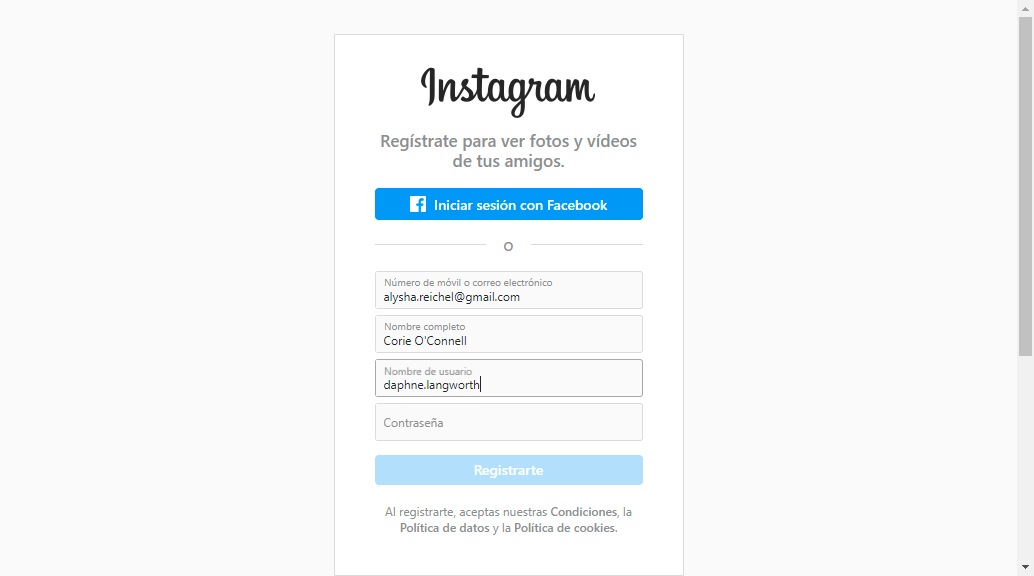 Instagram
Regístrate para ver fotos y vídeos
de tus amigos.
Iniciar sesión con Facebook
O
Número de móvil o correo electrónico
alysha.reichel@gmail.com
Nombre completo
Corie O'Connell
Nombre de usuario
daphne.langworth
Contraseña
Registrarte
Al registrarte, aceptas nuestras Condiciones, la
Política de datos y la Política de cookies.